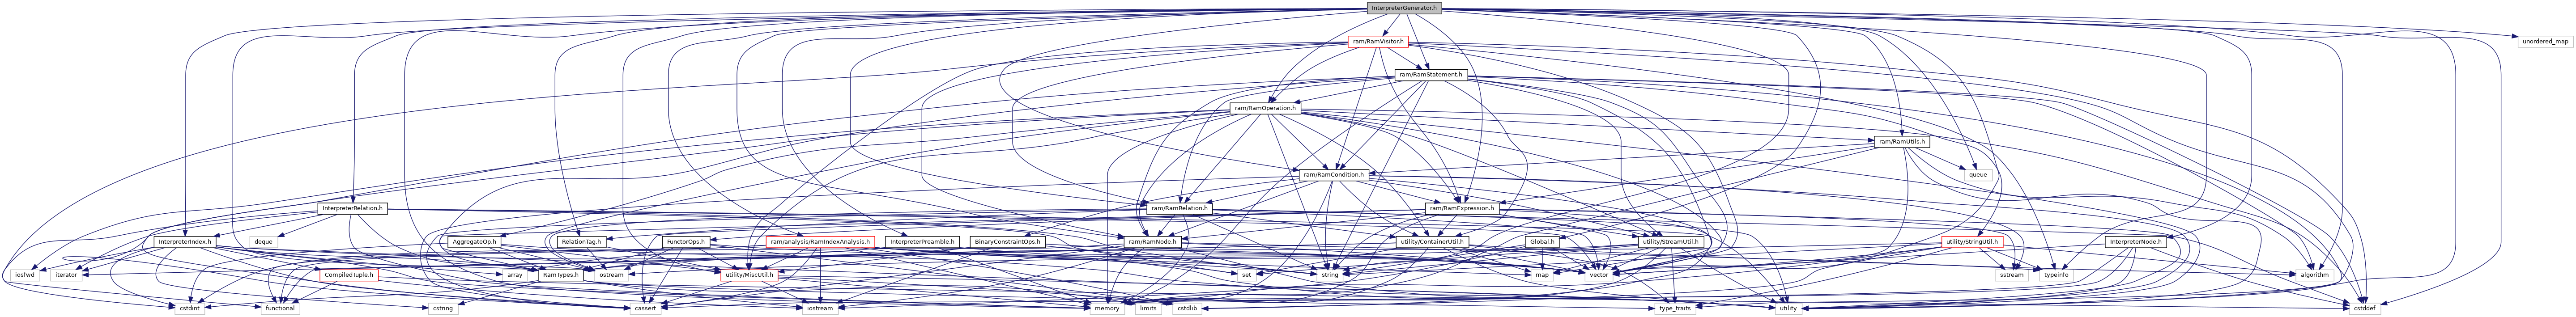 InterpreterGenerator.h
ram/RamVisitor.h
unordered_map
ram/RamStatement.h
ram/RamOperation.h
ram/RamUtils.h
ram/RamCondition.h
queue
InterpreterRelation.h
ram/RamRelation.h
ram/RamExpression.h
InterpreterIndex.h
deque
AggregateOp.h
RelationTag.h
FunctorOps.h
ram/analysis/RamIndexAnalysis.h
InterpreterPreamble.h
BinaryConstraintOps.h
ram/RamNode.h
utility/ContainerUtil.h
Global.h
utility/StreamUtil.h
utility/StringUtil.h
InterpreterNode.h
iosfwd
iterator
CompiledTuple.h
array
RamTypes.h
ostream
utility/MiscUtil.h
set
string
map
vector
sstream
typeinfo
algorithm
cstdint
functional
cstring
cassert
iostream
memory
limits
cstdlib
type_traits
utility
cstddef